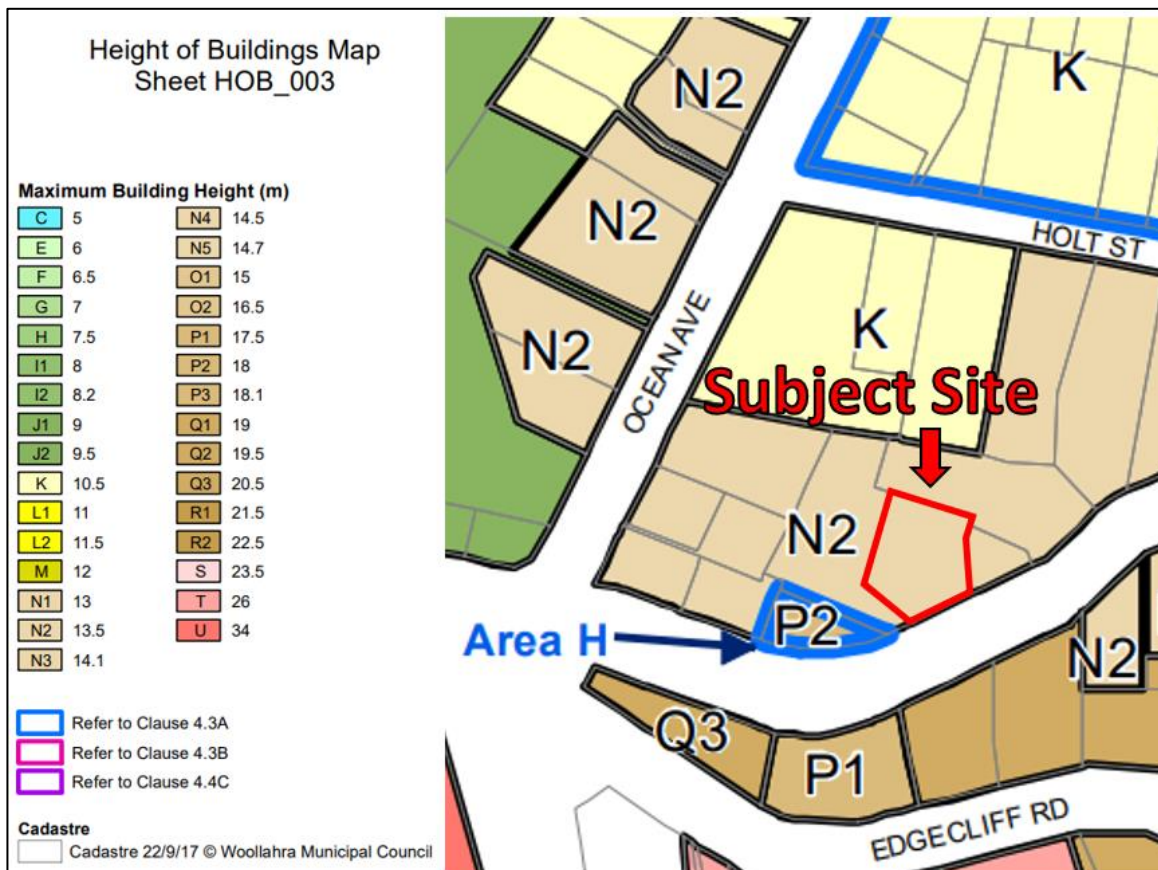 Height of Buildings Map
Sheet HOB_003
Maximum Building Height (m)
C 5
E 6
F 6.5
G 7
H 7.5
I1 8
I2 8.2
J1 9
J2 9.5
K 10.5
L1 11
L2 11.5
M 12
N1 13
N2 13.5
N3 14.1
N4 14.5
N5 14.7
O1 15
O2 16.5
P1 17.5
P2 18
P3 18.1
Q1 19
Q2 19.5
Q3 20.5
R1 21.5
R2 22.5
S 23.5
T 26
U 34
Refer to Clause 4.3A
Refer to Clause 4.3B
Refer to Clause 4.4C
Cadastre
Cadastre 22/9/17 © Woollahra Municipal Council
N2
K
N2
HOLT ST
N2
OCEAN AVE
K
Subject Site
N2
P2
Area H
N2
Q3
P1
EDGECLIFF RD